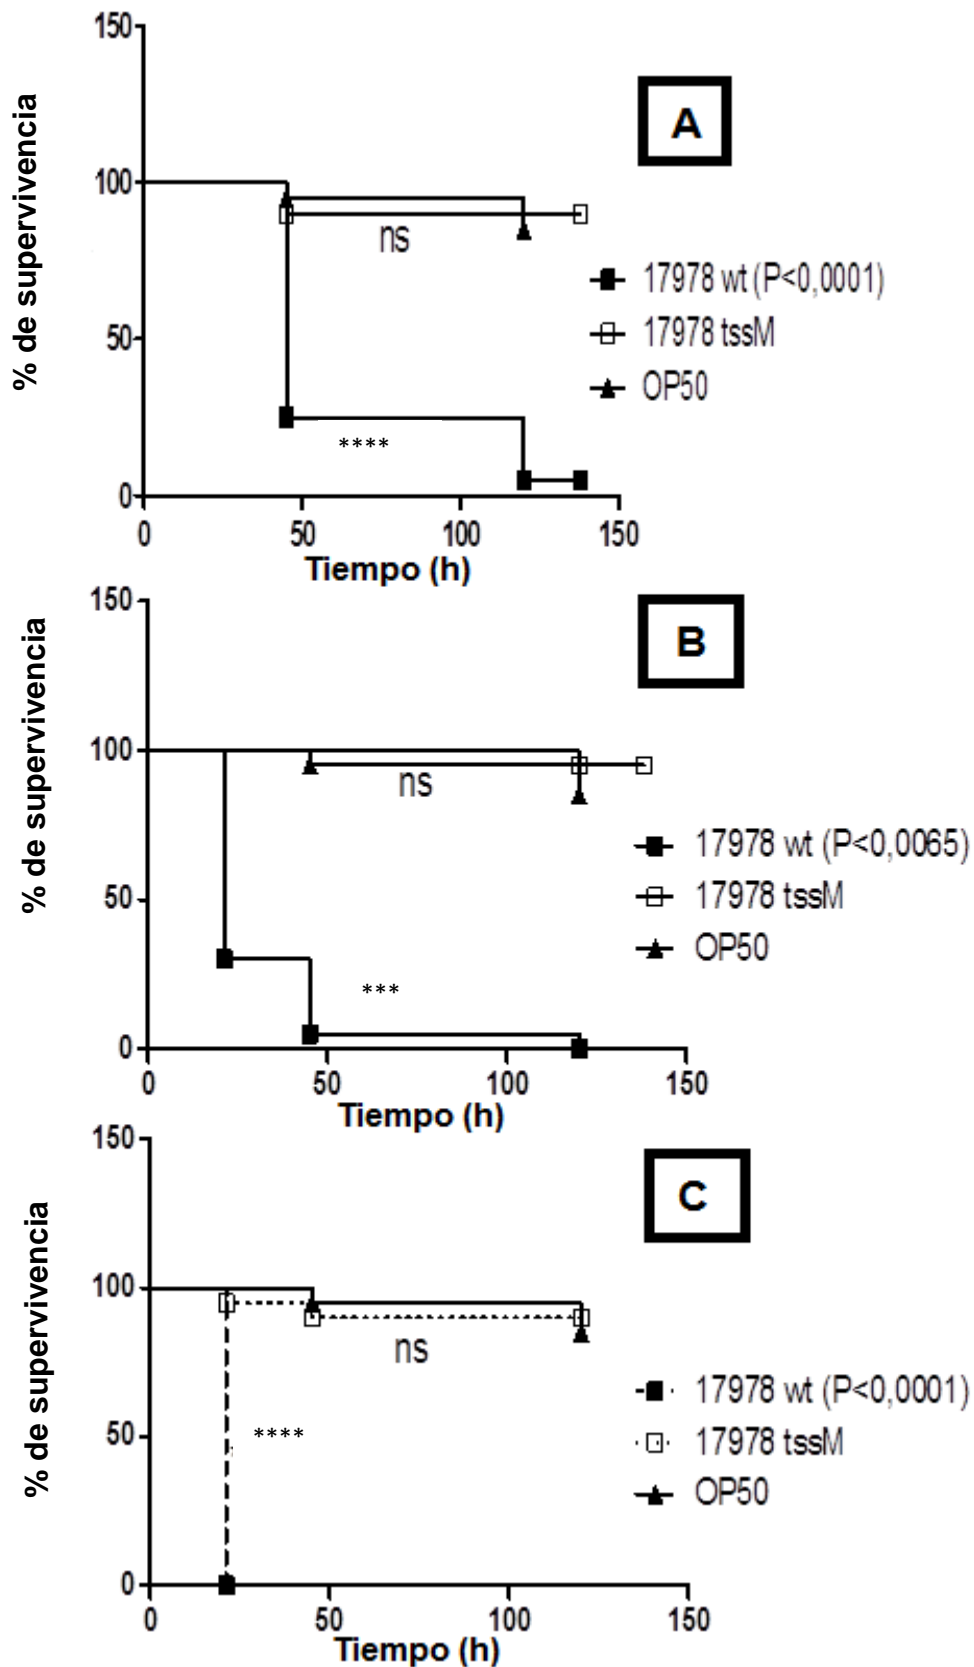 150
A
% de supervivencia
100
ns
17978 wt (P<0,0001)
17978 tssM
50
OP50
****
0
0 50 100 150
Tiempo (h)
150
B
% de supervivencia
100
ns
17978 wt (P<0,0065)
17978 tssM
50
OP50
***
0
0 50 100 150
Tiempo (h)
150
C
% de supervivencia
100
ns
17978 wt (P<0,0001)
17978 tssM
50
****
OP50
0
0 50 100 150
Tiempo (h)